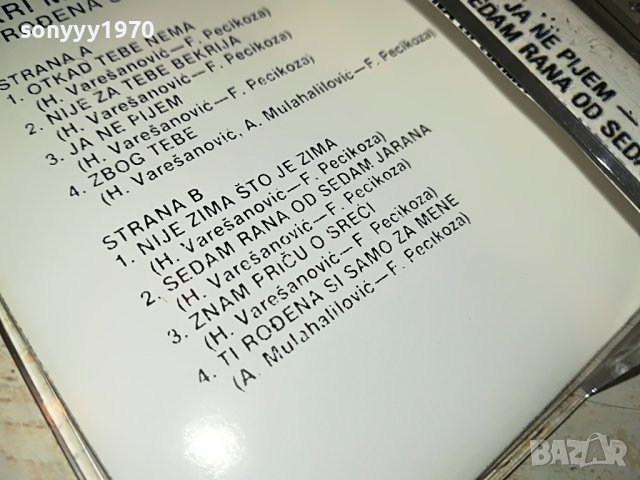 sonyyy1970
STRANA A
1. OTKAD TEBE NEMA
(H. Varešanović—F. Pecikoza)
2. NIJE ZA TEBE BEKRIJA
(H. Varešanović—F. Pecikoza)
3. JA NE PIJEM
(H. Varešanović—F. Pecikoza)
4. ZBOG TEBE
(H. Varešanović, A. Mulahalilović—F. Pecikoza)
STRANA B
1. NIJE ZIMA ŠTO JE ZIMA
(H. Varešanović—F. Pecikoza)
2. SEDAM RANA OD SEDAM JARANA
(H. Varešanović—F. Pecikoza)
3. ZNAM PRIČU O SREĆI
(H. Varešanović—F. Pecikoza)
4. TI ROĐENA SI SAMO ZA MENE
(A. Mulahalilović—F. Pecikoza)
JA NE PIJEM —
SEDAM RANA OD SED
BAZAR